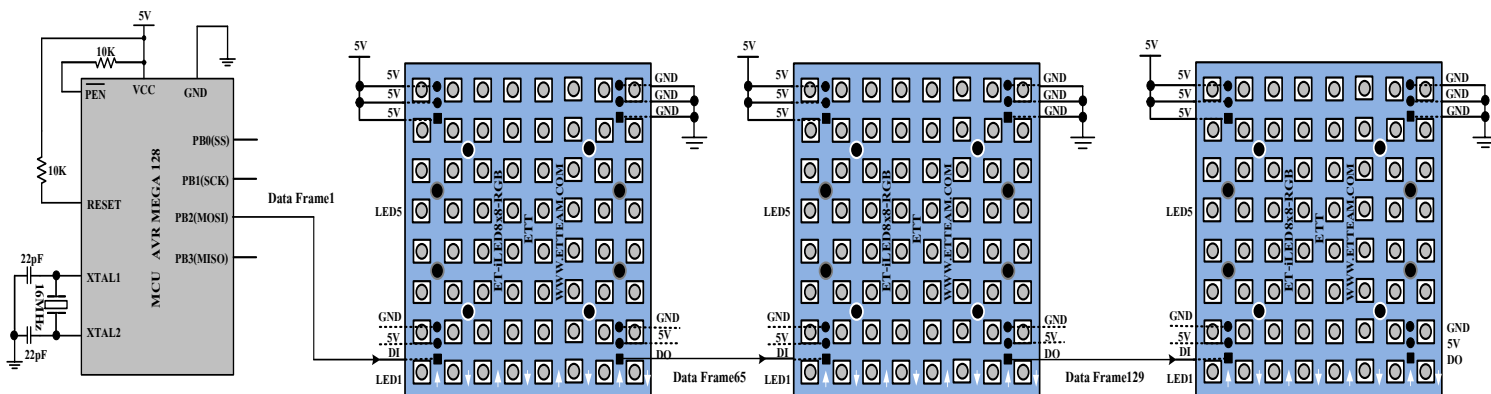 5V
10K
PEN
VCC
GND
10K
RESET
22pF
XTAL1
16MHz
XTAL2
22pF
MCU AVR MEGA 128
PB0(SS)
PB1(SCK)
PB2(MOSI)
PB3(MISO)
Data Frame1
5V
5V
5V
5V
GND
GND
GND
LED5
ET-iLED8x8-RGB
ETT
WWW.ETTEAM.COM
GND
5V
DI
LED1
GND
5V
DO
Data Frame65
5V
5V
5V
5V
GND
GND
GND
LED5
ET-iLED8x8-RGB
ETT
WWW.ETTEAM.COM
GND
5V
DI
LED1
GND
5V
DO
Data Frame129
5V
5V
5V
5V
GND
GND
GND
LED5
ET-iLED8x8-RGB
ETT
WWW.ETTEAM.COM
GND
5V
DI
LED1
GND
5V
DO